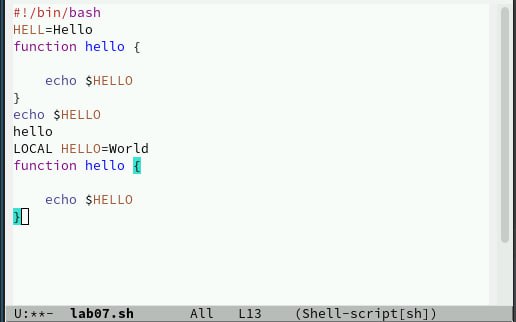 #!/bin/bash
HELL=Hello
function hello {
    echo $HELLO
}
echo $HELLO
hello
LOCAL HELLO=World
function hello {
    echo $HELLO
}
U:**-  lab07.sh       All   L13    (Shell-script[sh])